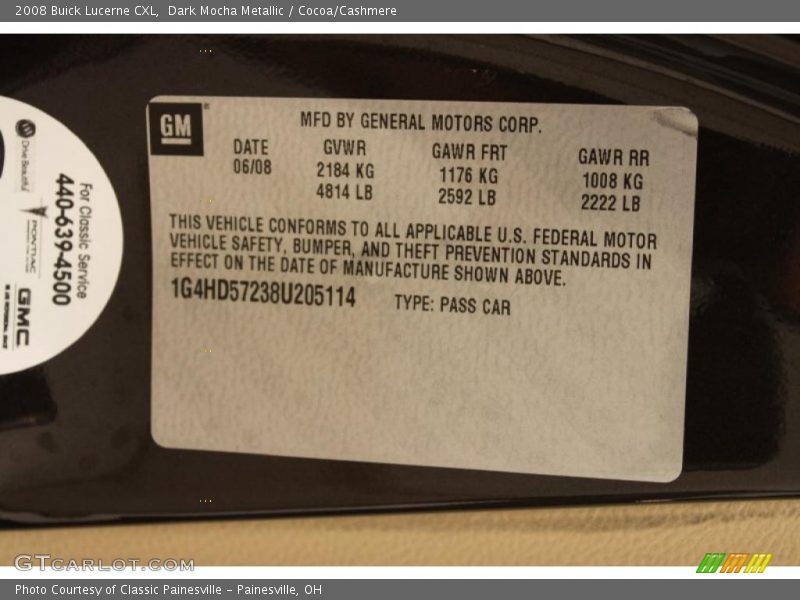 2008 Buick Lucerne CXL,  Dark Mocha Metallic / Cocoa/Cashmere
GM
MFD BY GENERAL MOTORS CORP.
DATE GVWR GAWR FRT GAWR RR
06/08 2184 KG 1176 KG 1008 KG
4814 LB 2592 LB 2222 LB
THIS VEHICLE CONFORMS TO ALL APPLICABLE U.S. FEDERAL MOTOR
VEHICLE SAFETY, BUMPER, AND THEFT PREVENTION STANDARDS IN
EFFECT ON THE DATE OF MANUFACTURE SHOWN ABOVE.
1G4HD57238U205114 TYPE: PASS CAR
For Classic Service
440-639-4500
Drive Beautiful
PONTIAC
GMC
GTCARLOT.COM
Photo Courtesy of Classic Painesville - Painesville, OH